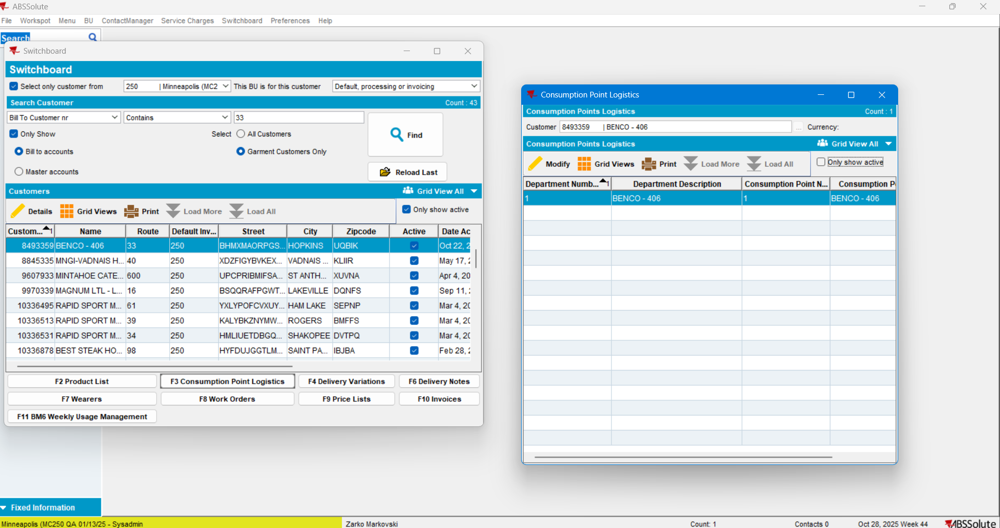 ABSSolute
File Workspot Menu BU ContactManager Service Charges Switchboard Preferences Help
Search
Switchboard
Switchboard
Select only customer from 250 | Minneapolis (MC2 This BU is for this customer Default, processing or invoicing
Search Customer Count : 43
Bill To Customer nr Contains 33
Find
Only Show Select All Customers
Bill to accounts Garment Customers Only
Master accounts
Reload Last
Customers Grid View All
Details Grid Views Print Load More Load All Only show active
Custom... 1 Name Route Default Inv... Street City Zipcode Active Date Ac
8493359 BENCO - 406 33 250 BHMXMAORPGS... HOPKINS UQBIK Oct 22, 2
8845335 MNGI-VADNAIS H... 40 250 XDZFIGYBVKEX... VADNAIS ... KLIIR May 17, 2
9607933 MINTAHOE CATE... 600 250 UPCPRIBMIFSA... ST ANTH... XUVNA Apr 4, 20
9970339 MAGNUM LTL - L... 16 250 BSQQRAFPGWT... LAKEVILLE DQNFS Sep 11,
10336495 RAPID SPORT M... 61 250 YXLYPOFCVXUY... HAM LAKE SEPNP Mar 4, 20
10336513 RAPID SPORT M... 39 250 KALYBKZNYMW... ROGERS BMFFS Mar 4, 20
10336531 RAPID SPORT M... 34 250 HMLIUETDBGQ... SHAKOPEE DVTPQ Mar 4, 20
10336878 BEST STEAK HO... 98 250 HYFDUJGGTLM... SAINT PA... IBJBA Feb 28, 2
F2 Product List F3 Consumption Point Logistics F4 Delivery Variations F6 Delivery Notes
F7 Wearers F8 Work Orders F9 Price Lists F10 Invoices
F11 BM6 Weekly Usage Management
Consumption Point Logistics
Consumption Points Logistics Count : 1
Customer 8493359 | BENCO - 406 ... Currency:
Consumption Points Logistics Grid View All
Modify Grid Views Print Load More Load All Only show active
Department Numb... 1 Department Description Consumption Point N... Consumption P
1 BENCO - 406 1 BENCO - 406
Fixed Information
Minneapolis (MC250 QA 01/13/25 - Sysadmin Zarko Markovski Count: 1 Contacts 0 Oct 28, 2025 Week 44 ABSSolute